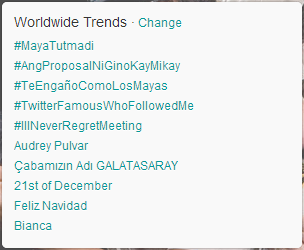 Worldwide Trends · Change
#MayaTutmadi
#AngProposalNiGinoKayMikay
#TeEngañoComoLosMayas
#TwitterFamousWhoFollowedMe
#IllNeverRegretMeeting
Audrey Pulvar
Çabamızın Adı GALATASARAY
21st of December
Feliz Navidad
Bianca